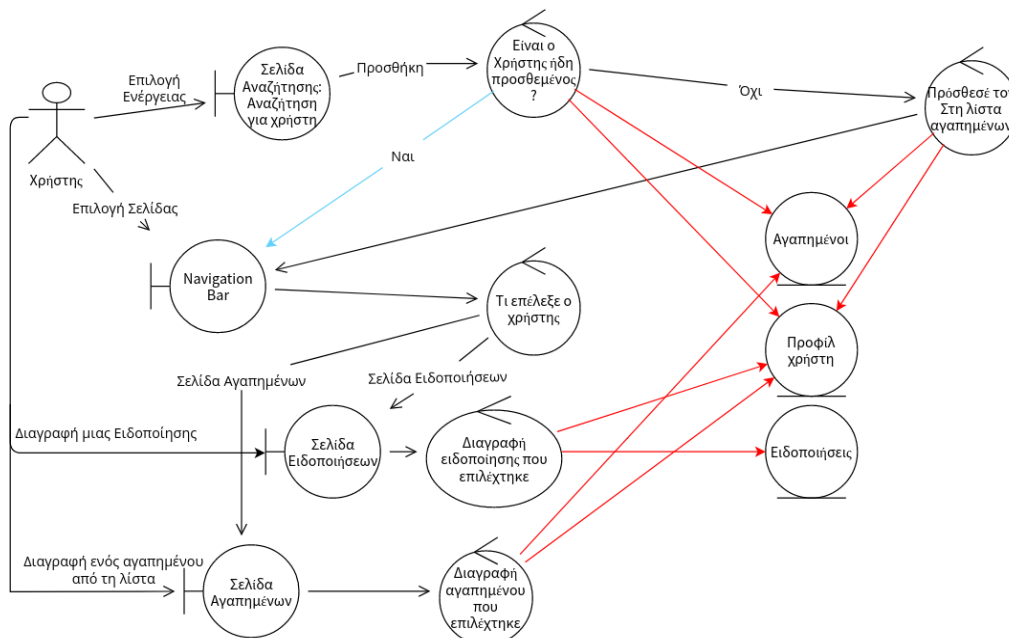 Είναι ο
Χρήστης ήδη
προσθεμένος
?
Σελίδα
Αναζήτησης:
Αναζήτηση
για χρήστη
Προσθήκη
Επιλογή
Ενέργειας
Όχι
Πρόσθεσέ τον
Στη λίστα
αγαπημένων
Ναι
Χρήστης
Επιλογή Σελίδας
Αγαπημένοι
Navigation
Bar
Τι επέλεξε ο
χρήστης
Προφίλ
χρήστη
Σελίδα Αγαπημένων
Σελίδα Ειδοποιήσεων
Διαγραφή μιας Ειδοποίησης
Σελίδα
Ειδοποιήσεων
Διαγραφή
ειδοποίησης που
επιλέχτηκε
Ειδοποιήσεις
Διαγραφή ενός αγαπημένου
από τη λίστα
Σελίδα
Αγαπημένων
Διαγραφή
αγαπημένου
που
επιλέχτηκε